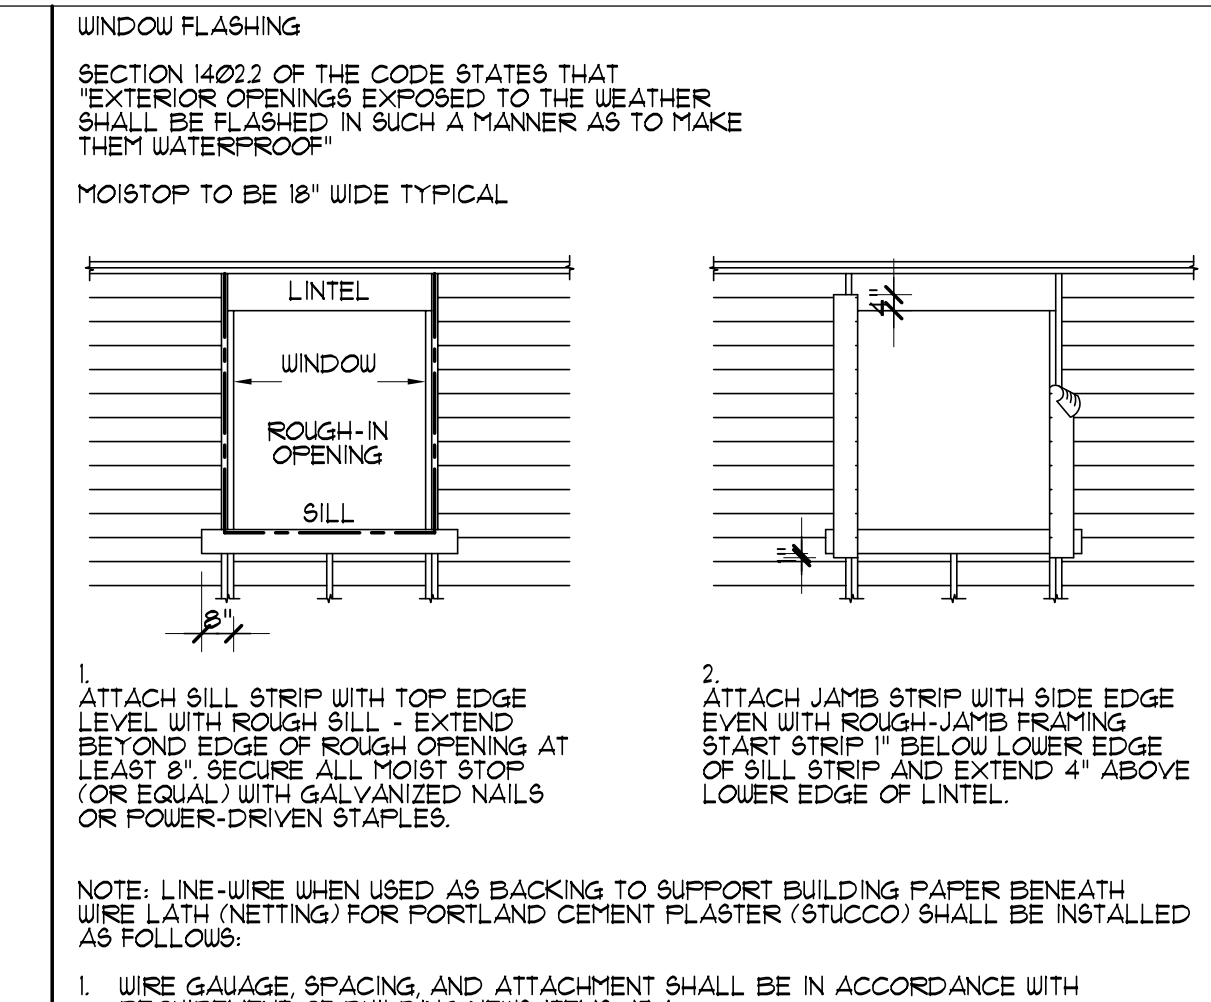 WINDOW FLASHING
SECTION 1402.2 OF THE CODE STATES THAT
"EXTERIOR OPENINGS EXPOSED TO THE WEATHER
SHALL BE FLASHED IN SUCH A MANNER AS TO MAKE
THEM WATERPROOF"
MOISTOP TO BE 18" WIDE TYPICAL
LINTEL
WINDOW
ROUGH-IN
OPENING
SILL
8"
4"
1"
1.
ATTACH SILL STRIP WITH TOP EDGE
LEVEL WITH ROUGH SILL - EXTEND
BEYOND EDGE OF ROUGH OPENING AT
LEAST 8". SECURE ALL MOIST STOP
(OR EQUAL) WITH GALVANIZED NAILS
OR POWER-DRIVEN STAPLES.
2.
ATTACH JAMB STRIP WITH SIDE EDGE
EVEN WITH ROUGH-JAMB FRAMING
START STRIP 1" BELOW LOWER EDGE
OF SILL STRIP AND EXTEND 4" ABOVE
LOWER EDGE OF LINTEL.
NOTE: LINE-WIRE WHEN USED AS BACKING TO SUPPORT BUILDING PAPER BENEATH
WIRE LATH (NETTING) FOR PORTLAND CEMENT PLASTER (STUCCO) SHALL BE INSTALLED
AS FOLLOWS:
1. WIRE GAUAGE, SPACING, AND ATTACHMENT SHALL BE IN ACCORDANCE WITH